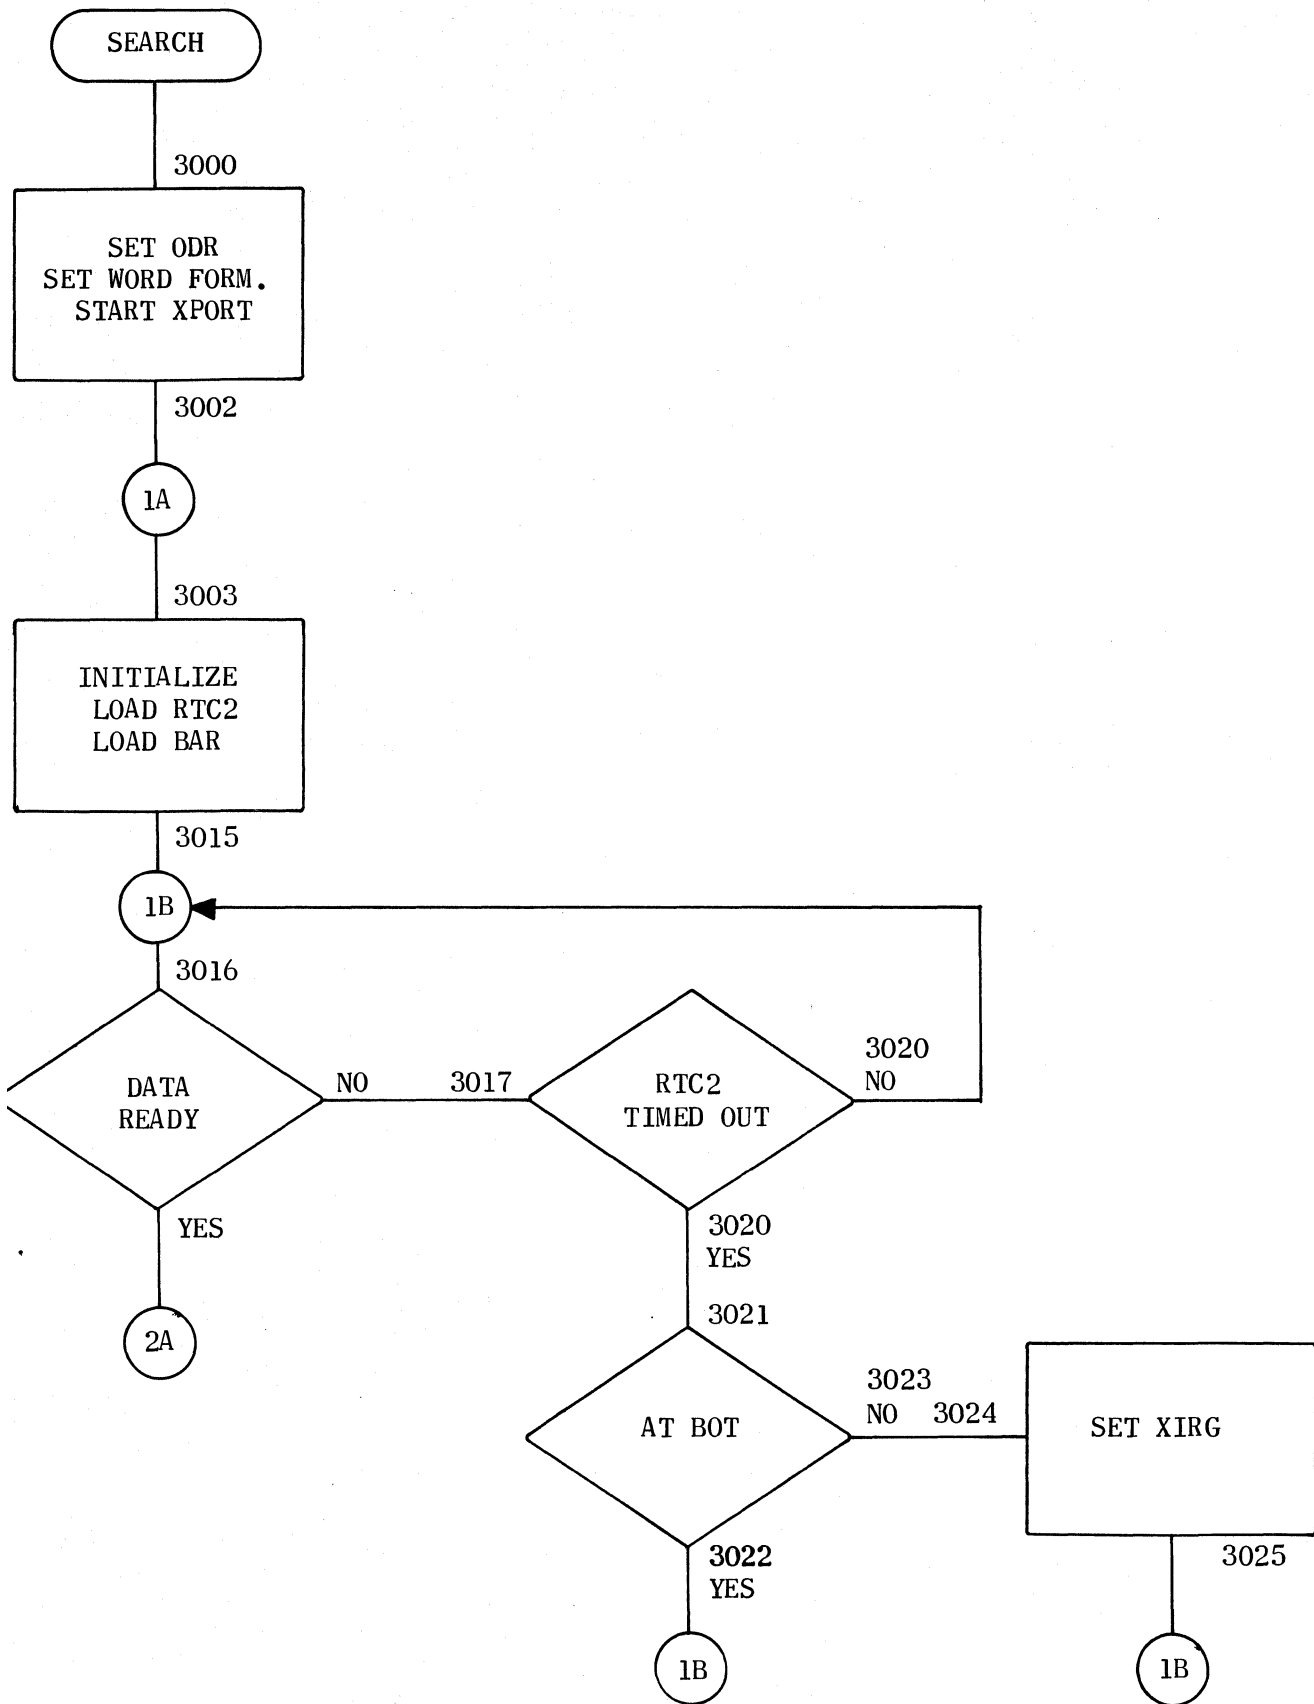 SEARCH
3000
SET ODR
SET WORD FORM.
START XPORT
3002
1A
3003
INITIALIZE
LOAD RTC2
LOAD BAR
3015
1B
3016
DATA
READY
NO
3017
RTC2
TIMED OUT
3020
NO
YES
2A
3020
YES
3021
AT BOT
3023
NO 3024
SET XIRG
3022
YES
1B
3025
1B